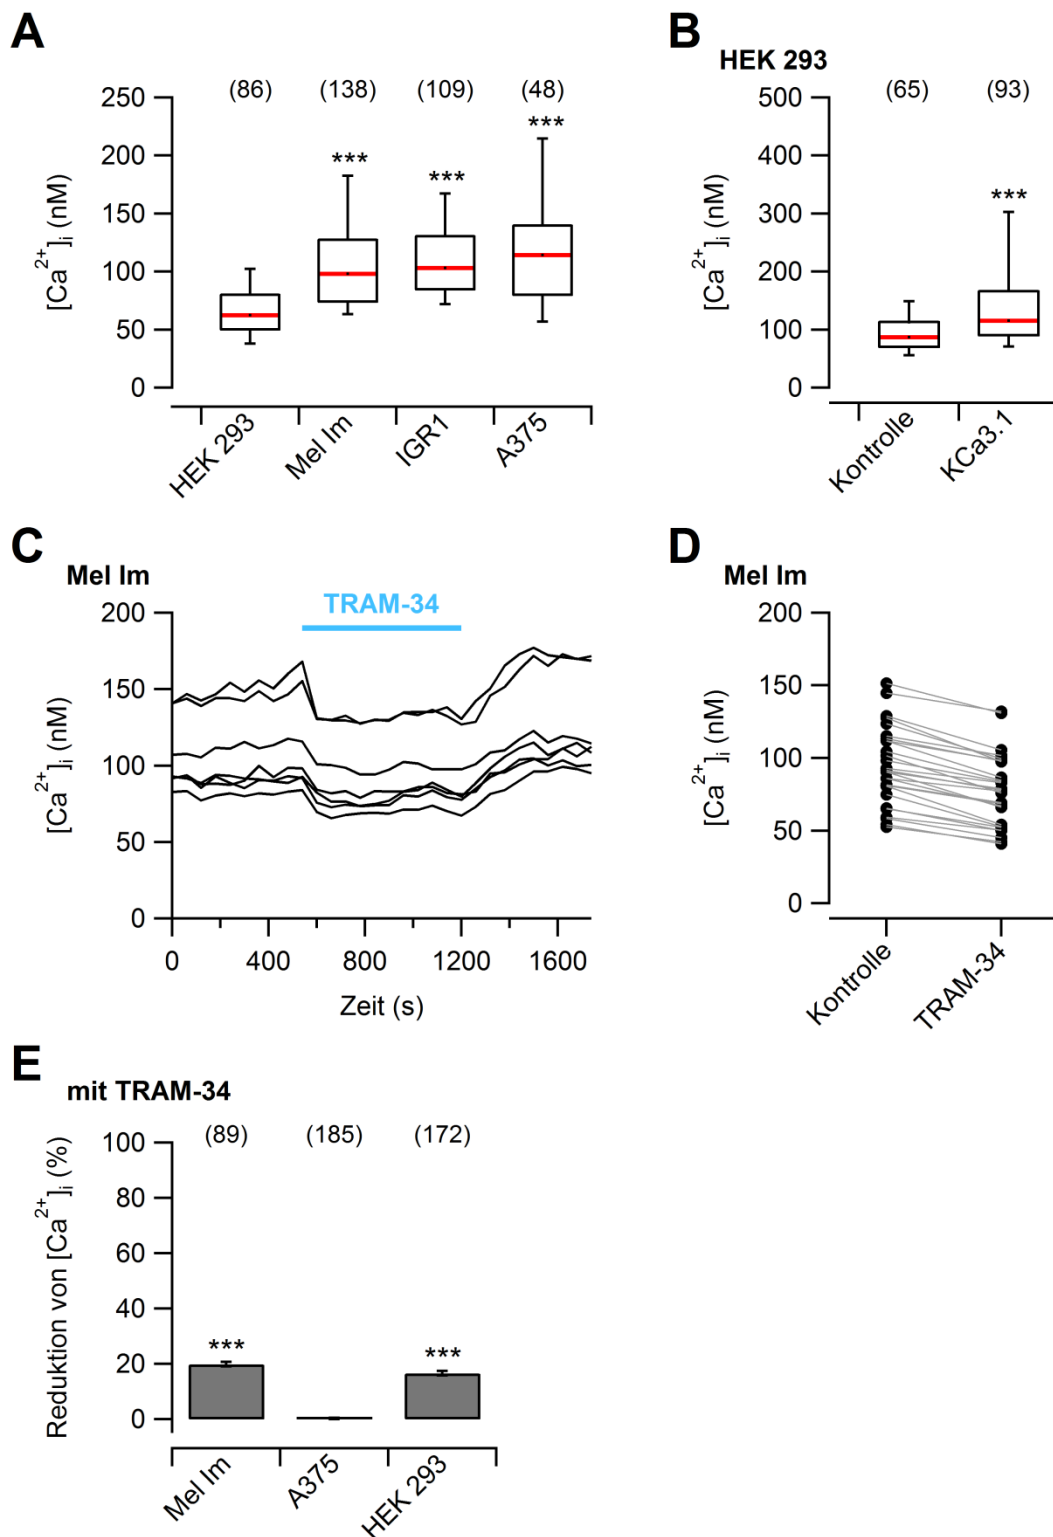 A
(86) (138) (109) (48)
*** *** ***
250
200
150
100
50
0
[Ca2+]i (nM)
HEK 293 Mel Im IGR1 A375
B
HEK 293
(65) (93)
***
500
400
300
200
100
0
[Ca2+]i (nM)
Kontrolle KCa3.1
C
Mel Im
TRAM-34
200
150
100
50
0
[Ca2+]i (nM)
0 400 800 1200 1600
Zeit (s)
D
Mel Im
200
150
100
50
0
[Ca2+]i (nM)
Kontrolle TRAM-34
E
mit TRAM-34
(89) (185) (172)
*** ***
100
80
60
40
20
0
Reduktion von [Ca2+]i (%)
Mel Im A375 HEK 293